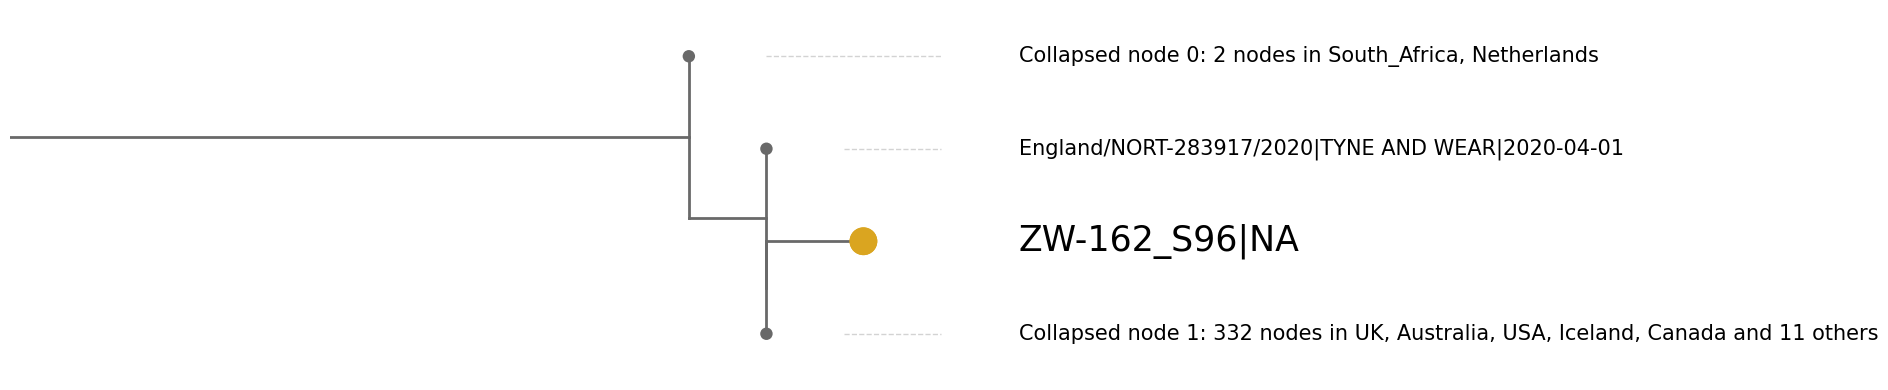 Collapsed node 0: 2 nodes in South_Africa, Netherlands
England/NORT-283917/2020|TYNE AND WEAR|2020-04-01
ZW-162_S96|NA
Collapsed node 1: 332 nodes in UK, Australia, USA, Iceland, Canada and 11 others